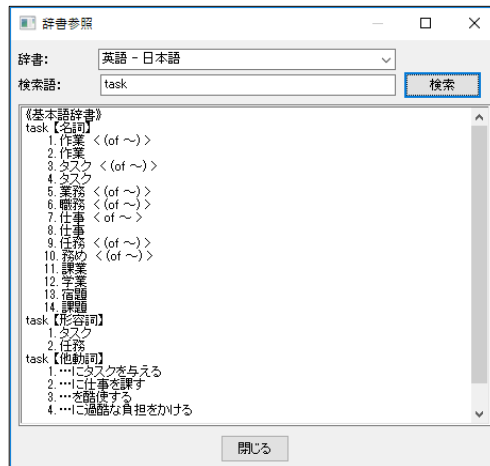 辞書参照
辞書:
英語 - 日本語
検索語:
task
検索
《基本語辞書》
task【名詞】
1. 作業 < (of ～) >
2. 作業
3. タスク < (of ～) >
4. タスク
5. 業務 < (of ～) >
6. 職務 < (of ～) >
7. 仕事 < of ～ >
8. 仕事
9. 任務 < (of ～) >
10. 務め < (of ～) >
11. 課業
12. 学業
13. 宿題
14. 課題
task【形容詞】
1. タスク
2. 任務
task【他動詞】
1. …にタスクを与える
2. …に仕事を課す
3. …を酷使する
4. …に過酷な負担をかける
閉じる